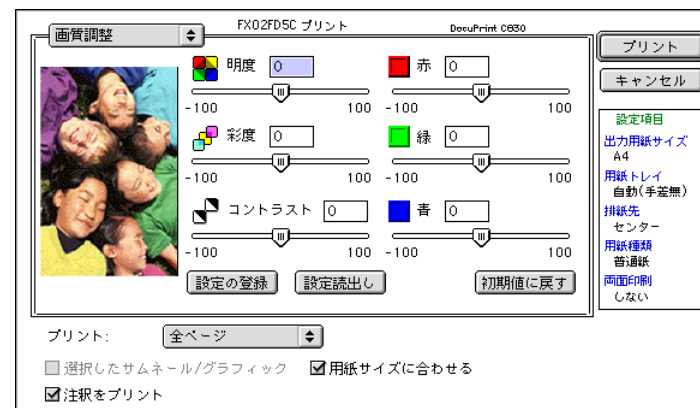 画質調整
FX02FD5C プリント
DocuPrint C830
プリント
キャンセル
明度 0
-100 100
赤 0
-100 100
彩度 0
-100 100
緑 0
-100 100
コントラスト 0
-100 100
青 0
-100 100
設定の登録 設定読出し 初期値に戻す
設定項目
出力用紙サイズ
A4
用紙トレイ
自動(手差無)
排紙先
センター
用紙種類
普通紙
両面印刷
しない
プリント: 全ページ
選択したサムネール/グラフィック 用紙サイズに合わせる
注釈をプリント